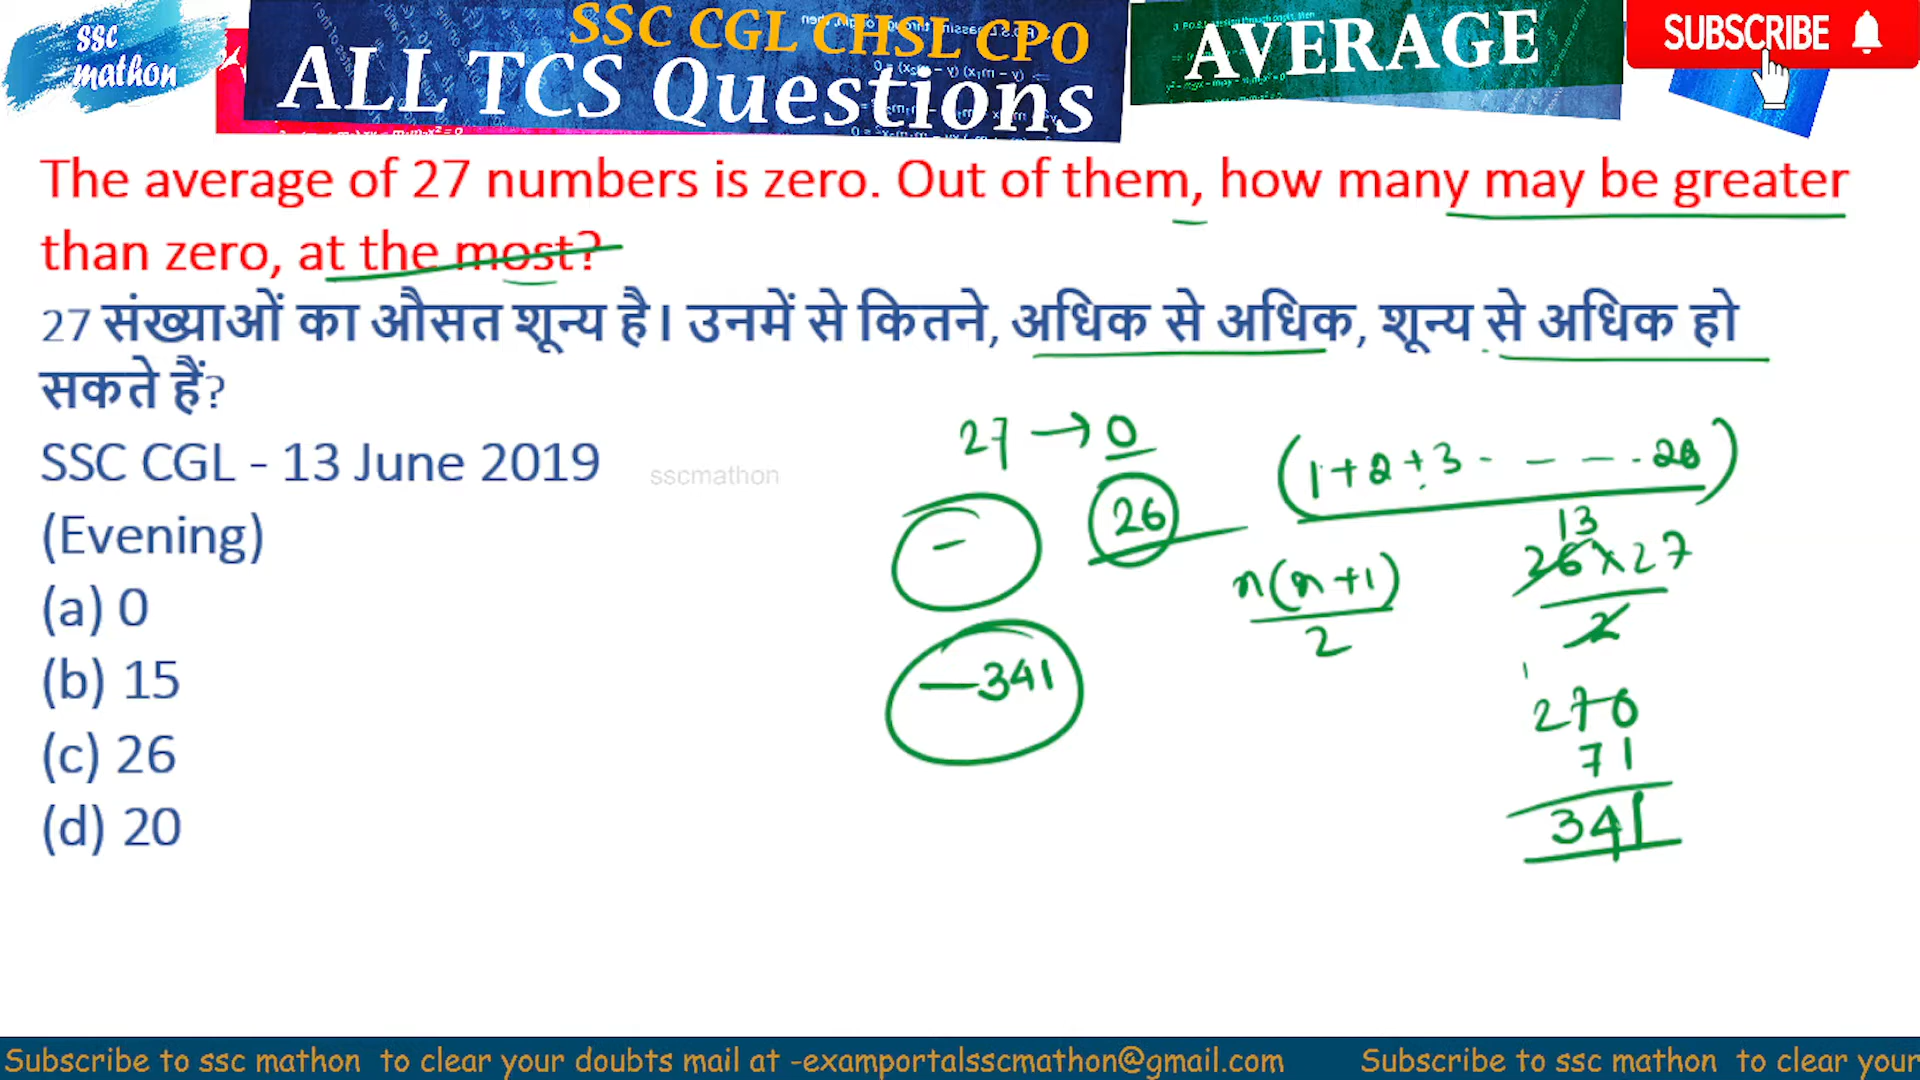 ssc
mathon
SSC CGL CHSL CPO
ALL TCS Questions
AVERAGE
SUBSCRIBE
The average of 27 numbers is zero. Out of them, how many may be greater
than zero, at the most?
27 संख्याओं का औसत शून्य है। उनमें से कितने, अधिक से अधिक, शून्य से अधिक हो
सकते हैं?
SSC CGL - 13 June 2019
(Evening)
(a) 0
(b) 15
(c) 26
(d) 20
sscmathon
27 → 0
-
26
-341
(1+2+3 - - - - . 26)
n(n+1)
2
13
26×27
2
270
71
341
Subscribe to ssc mathon to clear your doubts mail at -examportalsscmathon@gmail.com Subscribe to ssc mathon to clear your